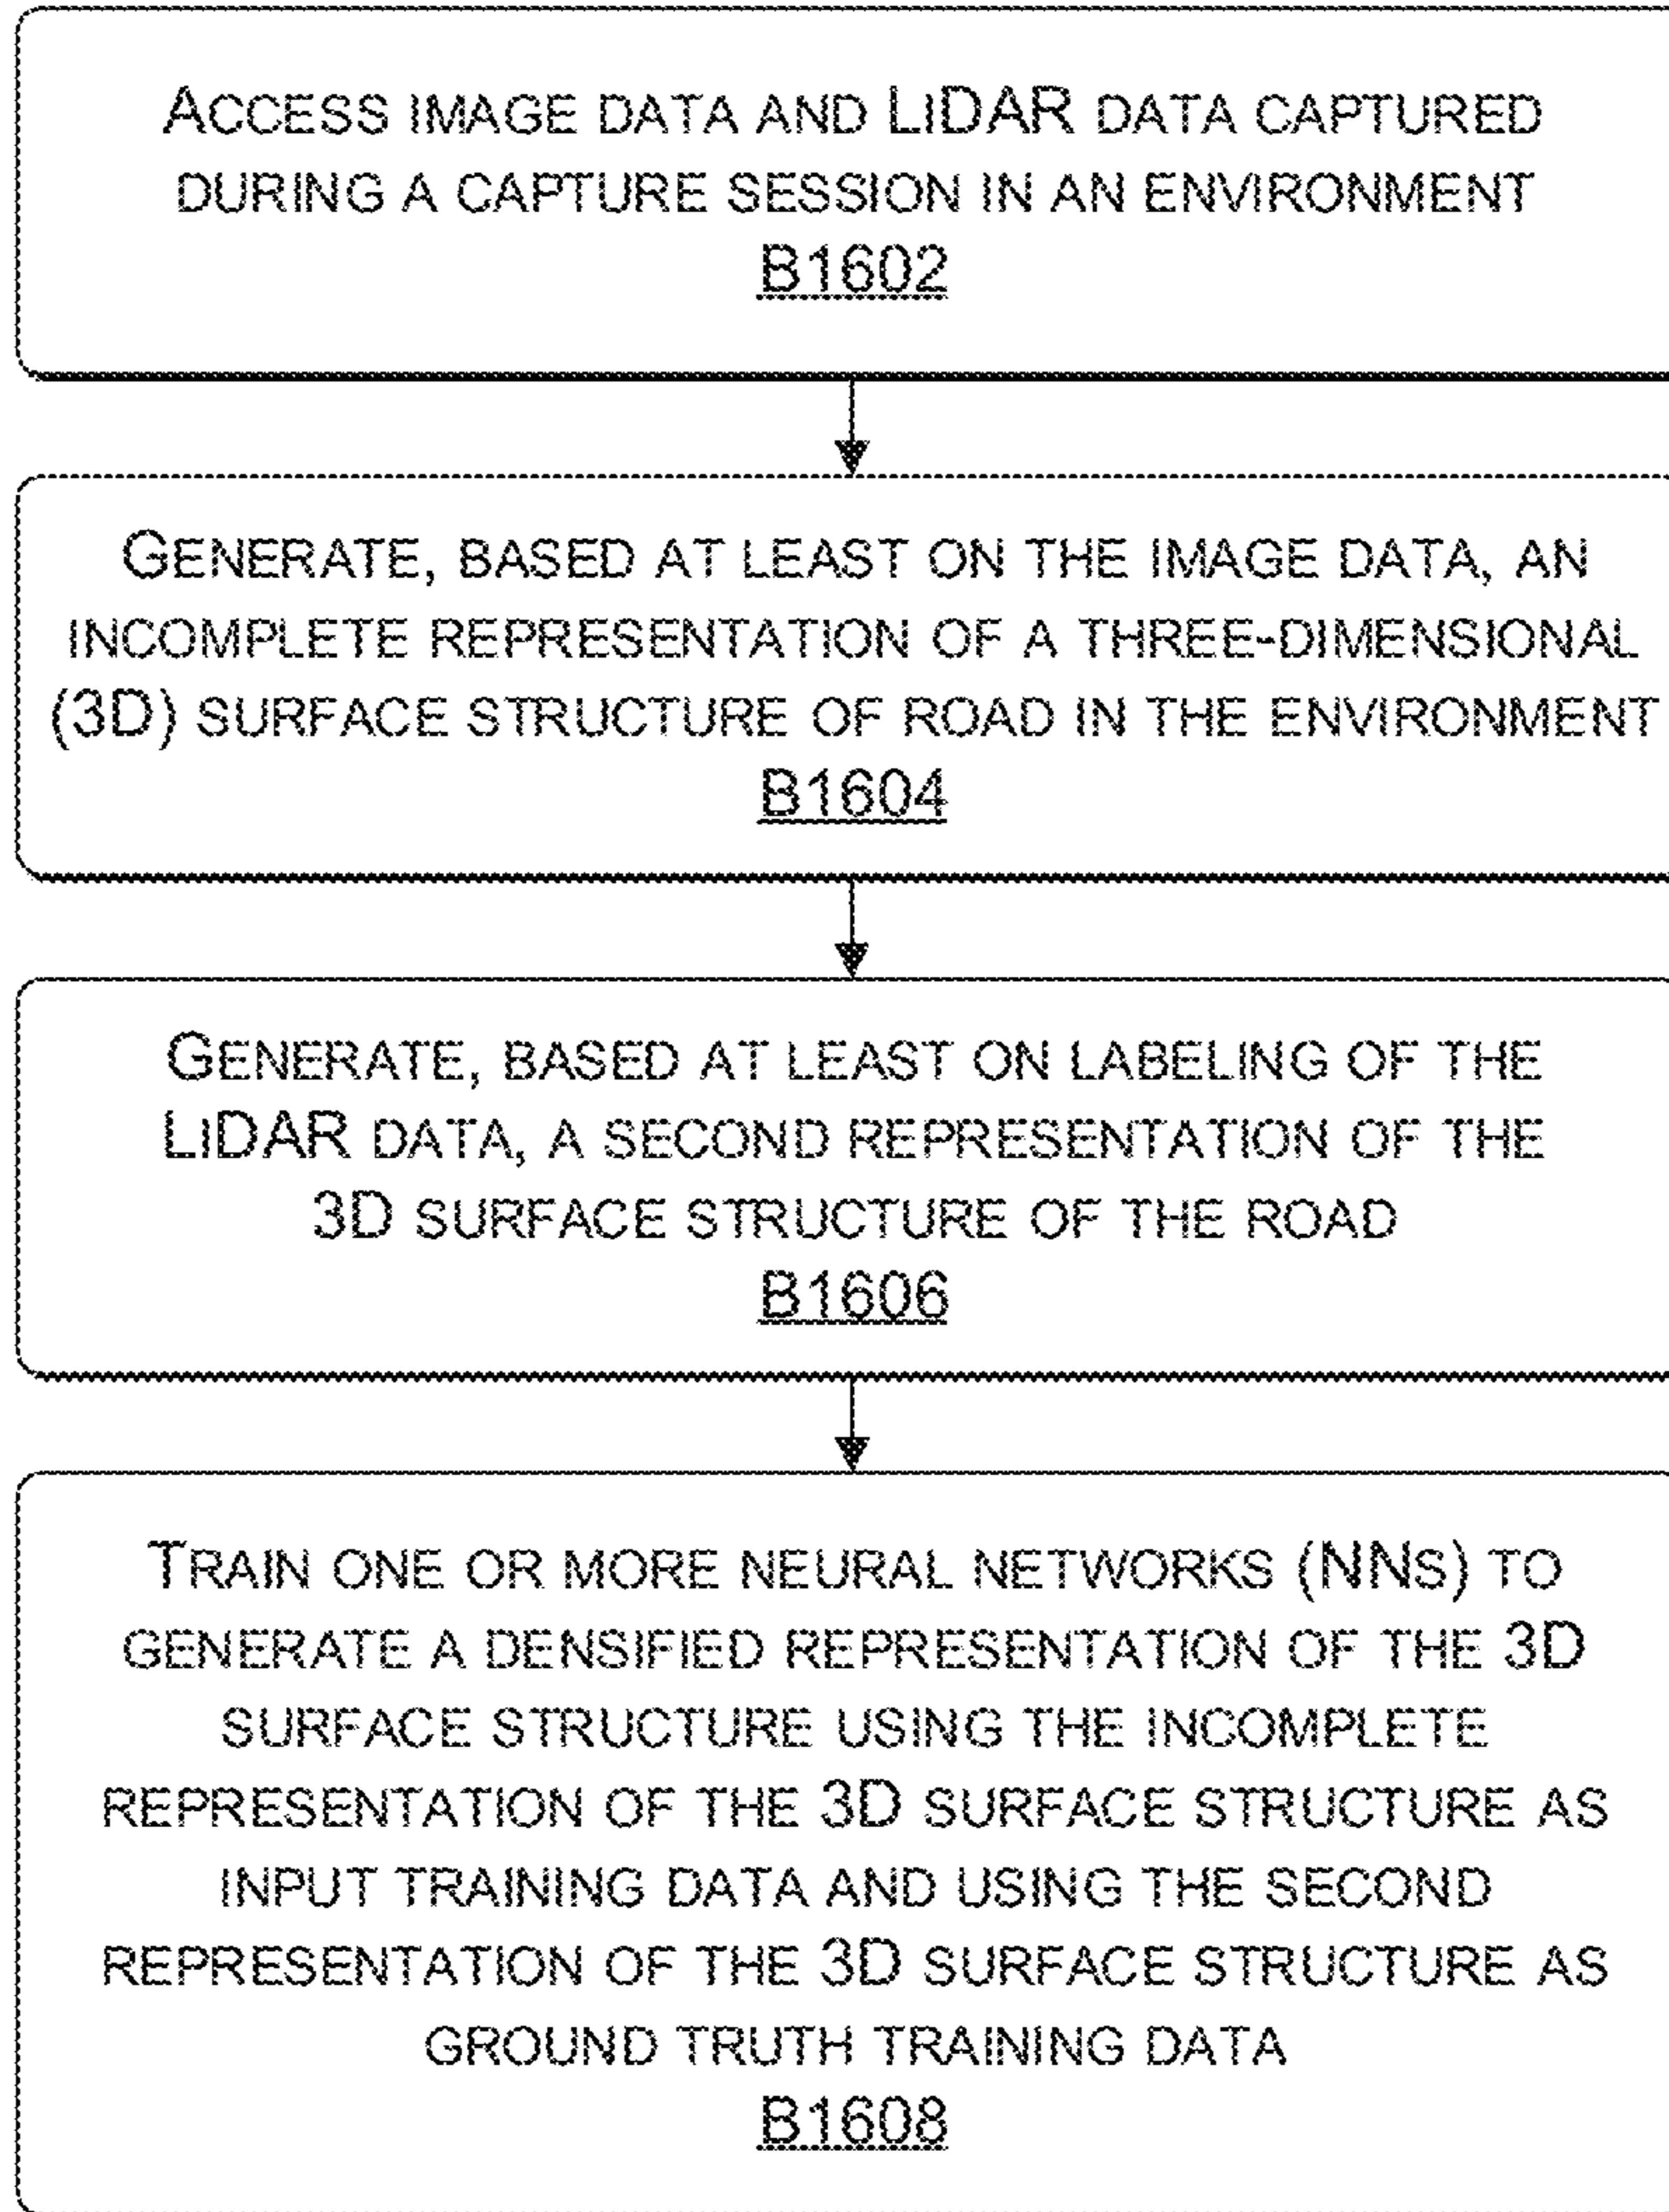 ACCESS IMAGE DATA AND LIDAR DATA CAPTURED
DURING A CAPTURE SESSION IN AN ENVIRONMENT
B1602
GENERATE, BASED AT LEAST ON THE IMAGE DATA, AN
INCOMPLETE REPRESENTATION OF A THREE-DIMENSIONAL
(3D) SURFACE STRUCTURE OF ROAD IN THE ENVIRONMENT
B1604
GENERATE, BASED AT LEAST ON LABELING OF THE
LIDAR DATA, A SECOND REPRESENTATION OF THE
3D SURFACE STRUCTURE OF THE ROAD
B1606
TRAIN ONE OR MORE NEURAL NETWORKS (NNS) TO
GENERATE A DENSIFIED REPRESENTATION OF THE 3D
SURFACE STRUCTURE USING THE INCOMPLETE
REPRESENTATION OF THE 3D SURFACE STRUCTURE AS
INPUT TRAINING DATA AND USING THE SECOND
REPRESENTATION OF THE 3D SURFACE STRUCTURE AS
GROUND TRUTH TRAINING DATA
B1608